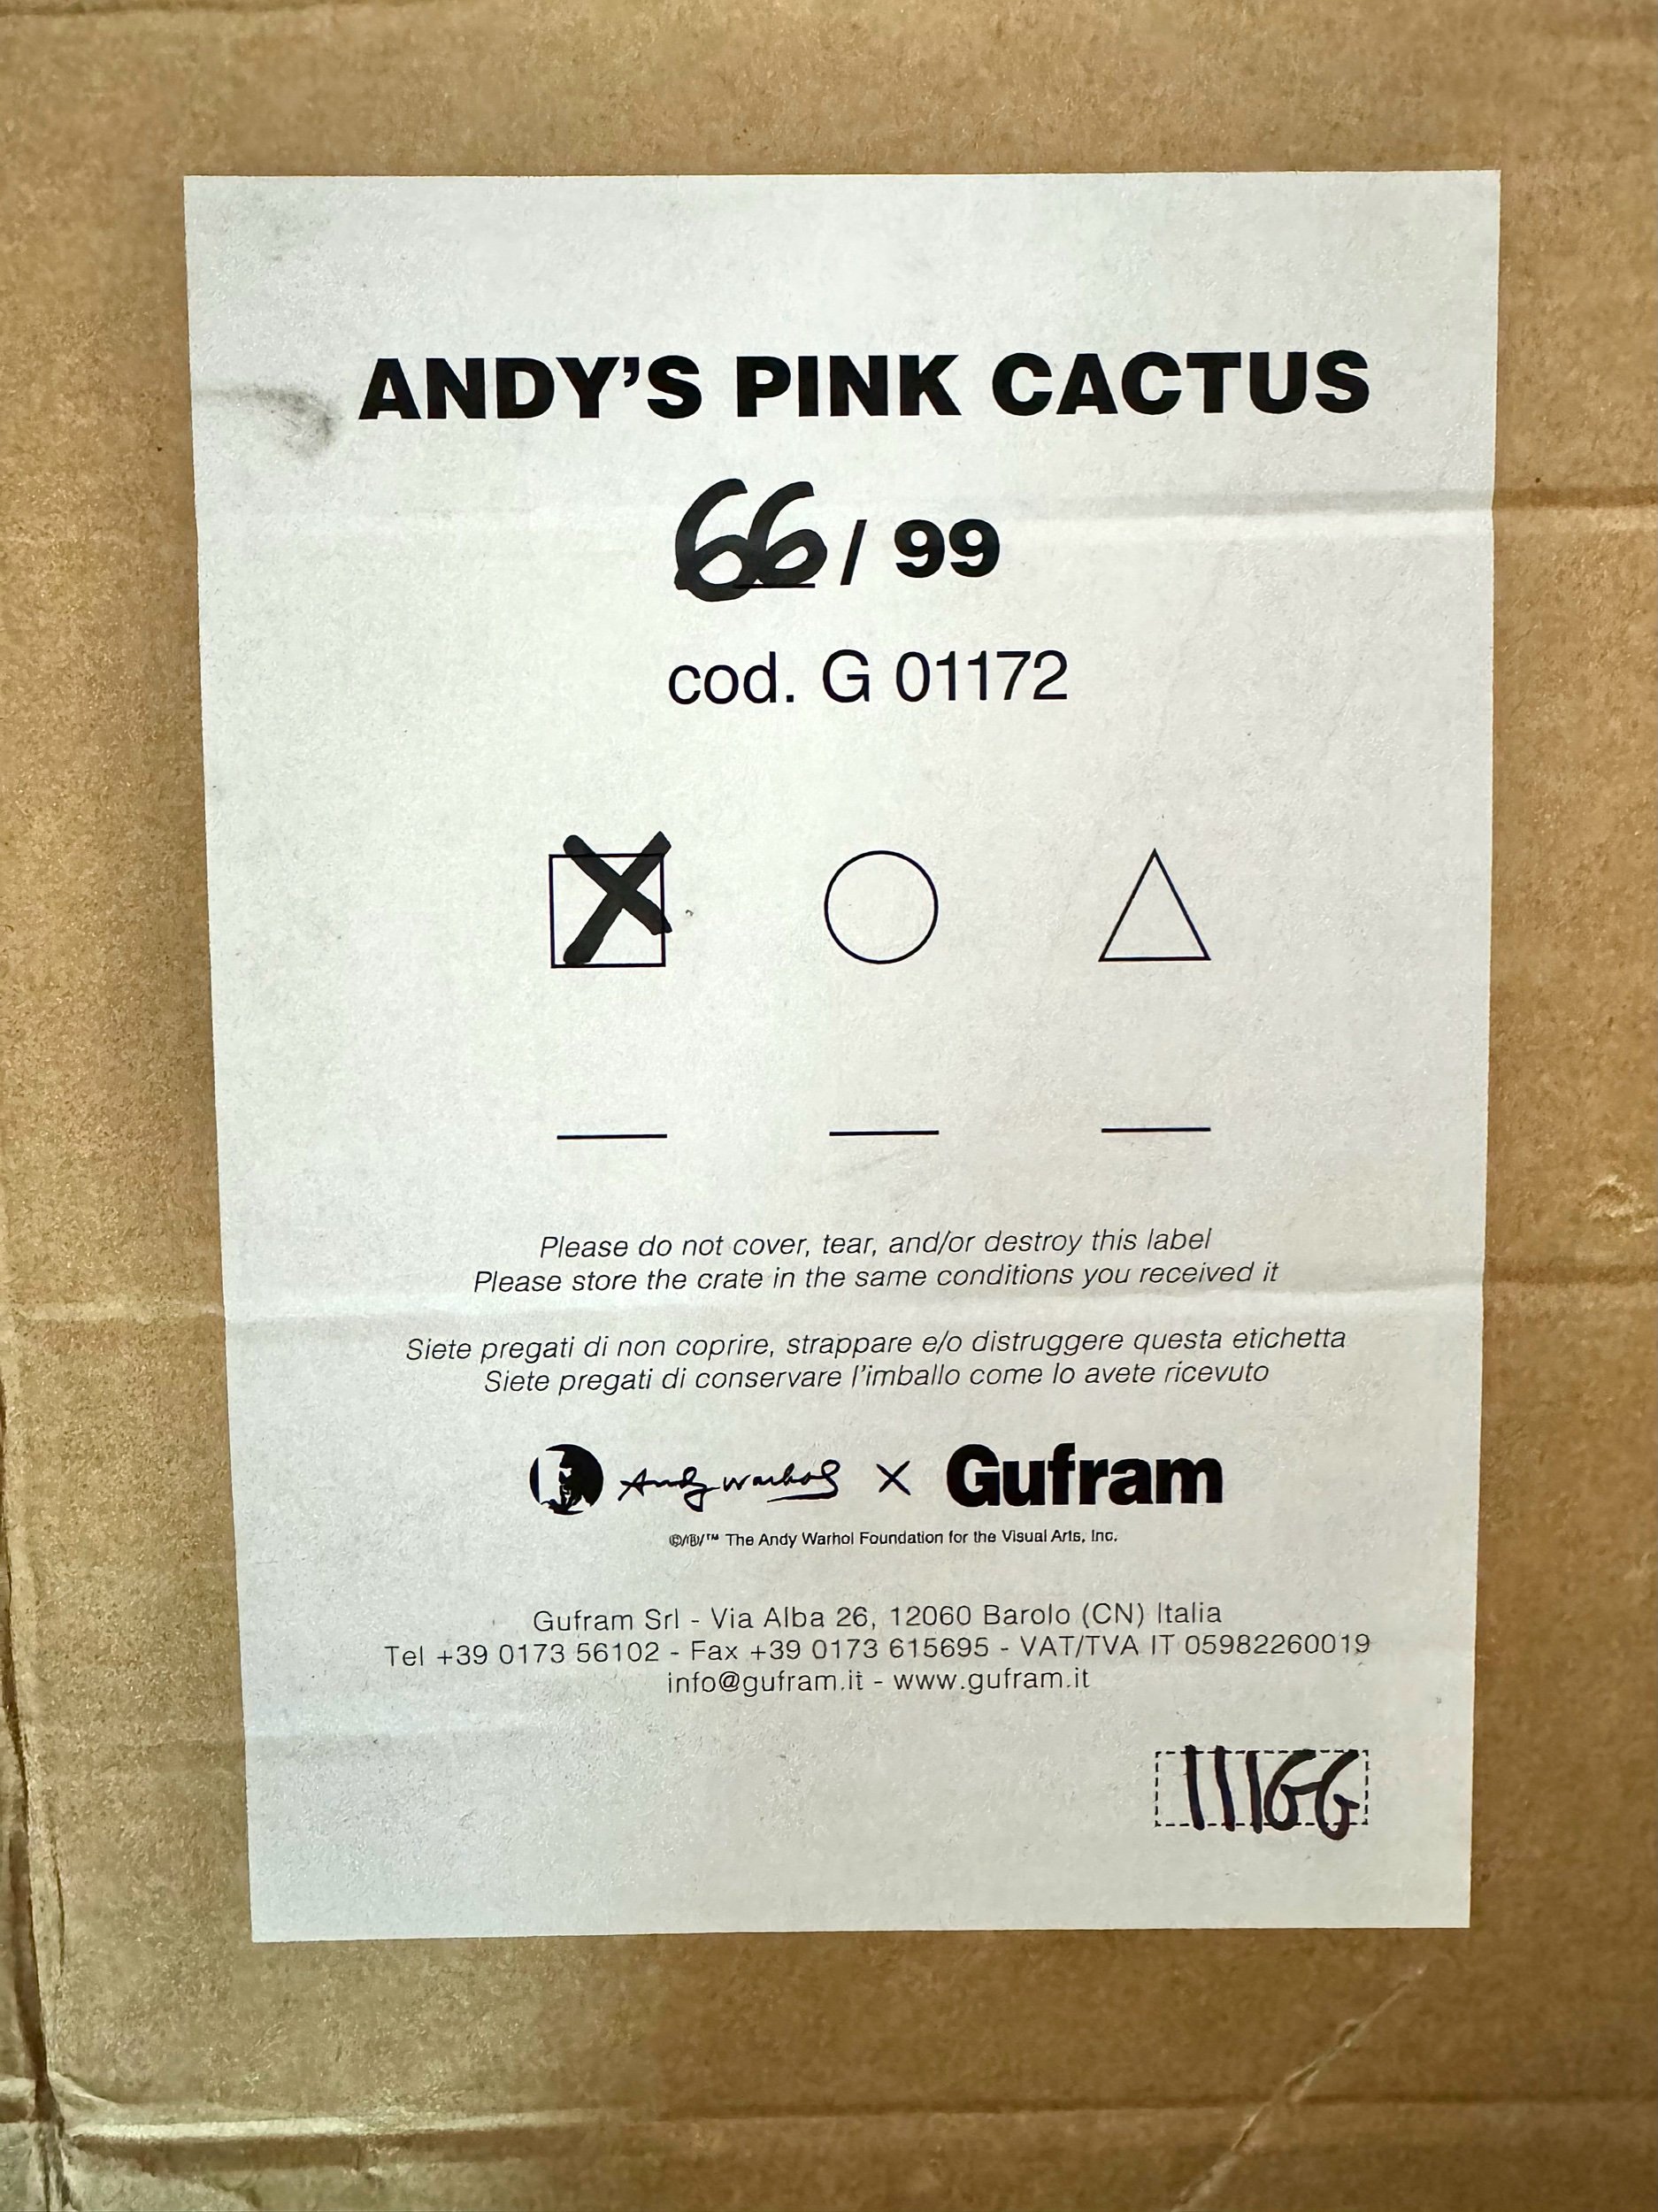 ANDY’S PINK CACTUS
66 / 99
cod. G 01172
Please do not cover, tear, and/or destroy this label
Please store the crate in the same conditions you received it
Siete pregati di non coprire, strappare e/o distruggere questa etichetta
Siete pregati di conservare l’imballo come lo avete ricevuto
Andy Warhol × Gufram
©/®/™ The Andy Warhol Foundation for the Visual Arts, Inc.
Gufram Srl - Via Alba 26, 12060 Barolo (CN) Italia
Tel +39 0173 56102 - Fax +39 0173 615695 - VAT/TVA IT 05982260019
info@gufram.it - www.gufram.it